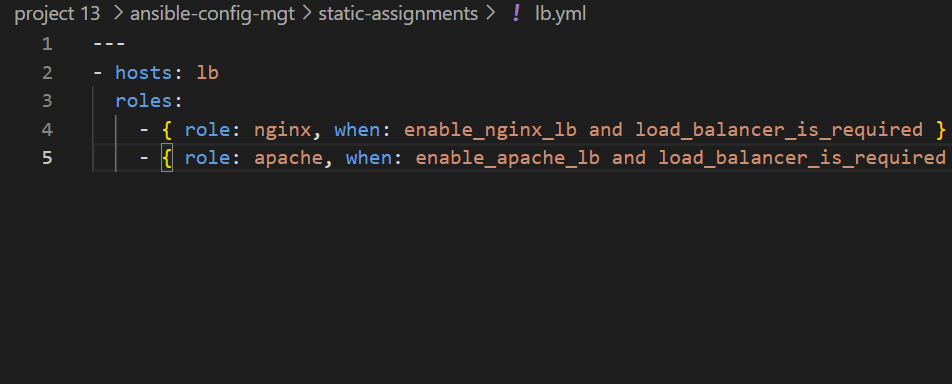 project 13 > ansible-config-mgt > static-assignments > ! lb.yml
1 ---
2 - hosts: lb
3   roles:
4     - { role: nginx, when: enable_nginx_lb and load_balancer_is_required }
5     - { role: apache, when: enable_apache_lb and load_balancer_is_required